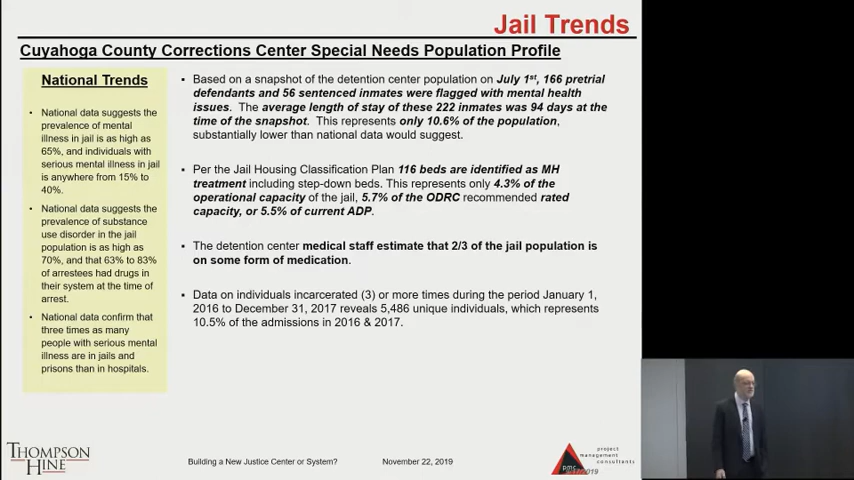 Jail Trends
Cuyahoga County Corrections Center Special Needs Population Profile
National Trends
• National data suggests the
prevalence of mental
illness in jail is as high as
65%, and individuals with
serious mental illness in jail
is anywhere from 15% to
40%.
• National data suggests the
prevalence of substance
use disorder in the jail
population is as high as
70%, and that 63% to 83%
of arrestees had drugs in
their system at the time of
arrest.
• National data confirm that
three times as many
people with serious mental
illness are in jails and
prisons than in hospitals.
▪ Based on a snapshot of the detention center population on July 1st, 166 pretrial
defendants and 56 sentenced inmates were flagged with mental health
issues. The average length of stay of these 222 inmates was 94 days at the
time of the snapshot. This represents only 10.6% of the population,
substantially lower than national data would suggest.
▪ Per the Jail Housing Classification Plan 116 beds are identified as MH
treatment including step-down beds. This represents only 4.3% of the
operational capacity of the jail, 5.7% of the ODRC recommended rated
capacity, or 5.5% of current ADP.
▪ The detention center medical staff estimate that 2/3 of the jail population is
on some form of medication.
▪ Data on individuals incarcerated (3) or more times during the period January 1,
2016 to December 31, 2017 reveals 5,486 unique individuals, which represents
10.5% of the admissions in 2016 & 2017.
THOMPSON
HINE
Building a New Justice Center or System?
November 22, 2019
project
management
consultants
pmc